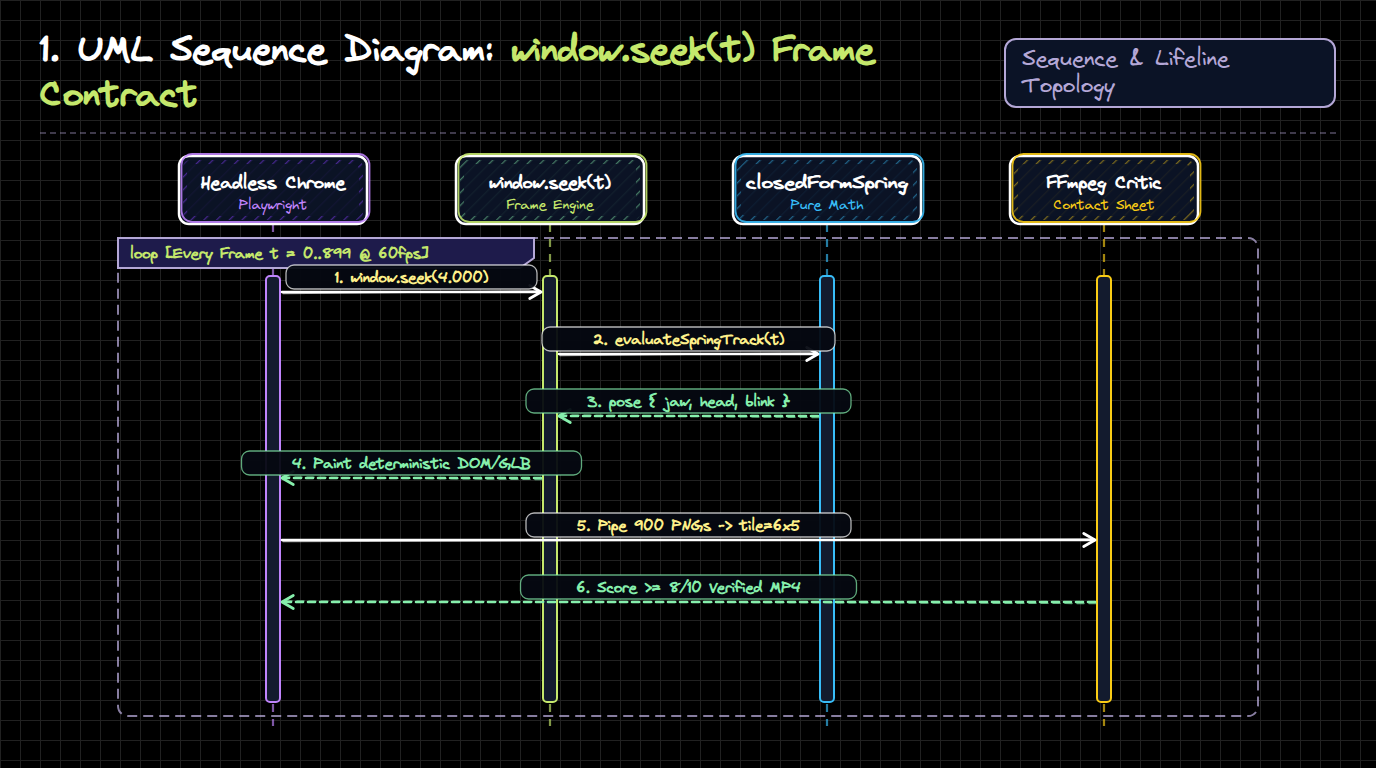 1. UML Sequence Diagram: window.seek(t) Frame
Contract
Sequence & Lifeline
Topology
Headless Chrome
Playwright
window.seek(t)
Frame Engine
closedFormSpring
Pure Math
FFmpeg Critic
Contact Sheet
loop [Every Frame t = 0..899 @ 60fps]
1. window.seek(4.000)
2. evaluateSpringTrack(t)
3. pose { jaw, head, blink }
4. Paint deterministic DOM/GLB
5. Pipe 900 PNGs -> tile=6x5
6. Score >= 8/10 Verified MP4